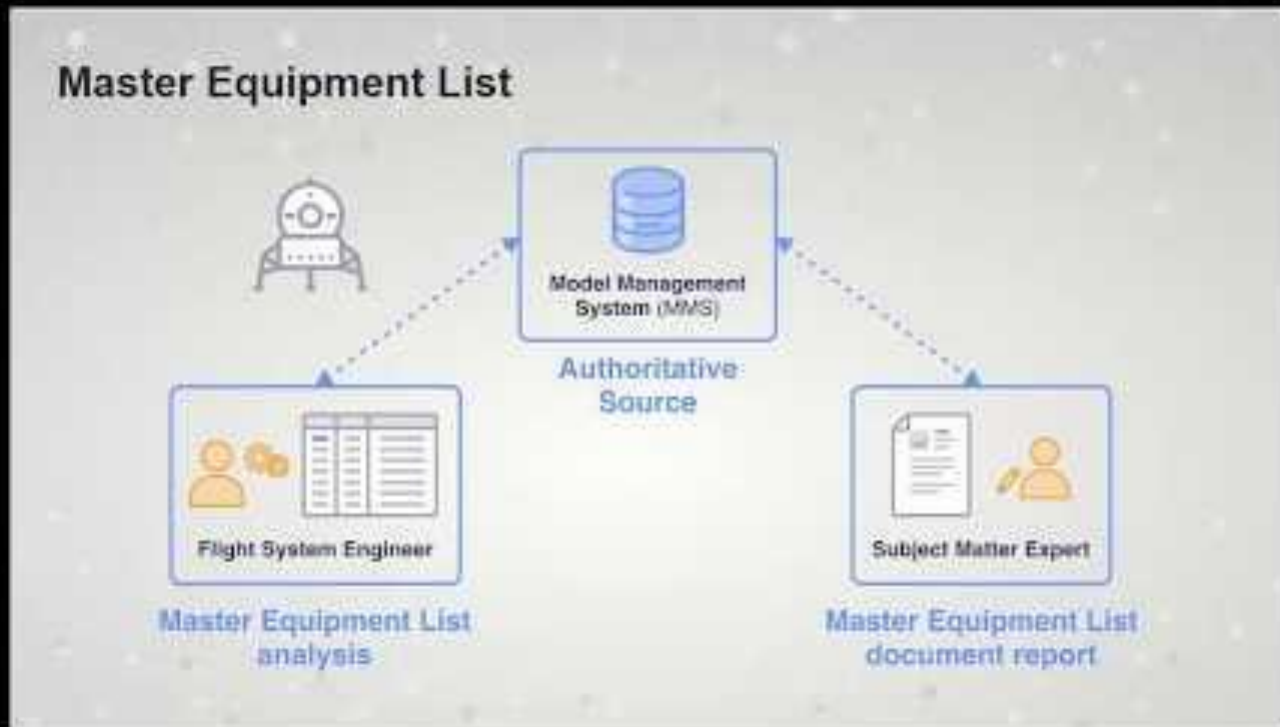 Master Equipment List
Model Management
System (MMS)
Authoritative
Source
Flight System Engineer
Master Equipment List
analysis
Subject Matter Expert
Master Equipment List
document report